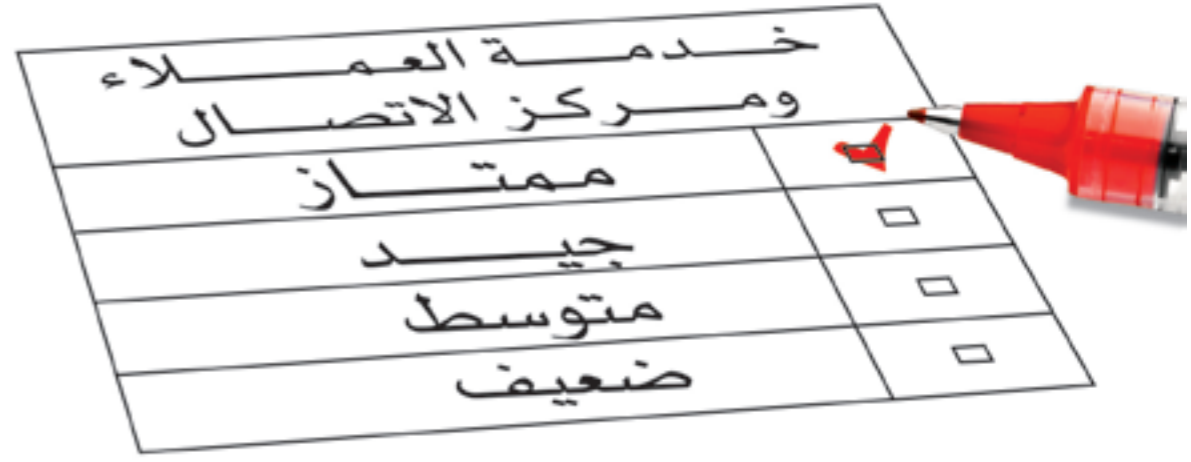 خدمة العملاء
ومركز الاتصال
ممتاز
جيد
متوسط
ضعيف